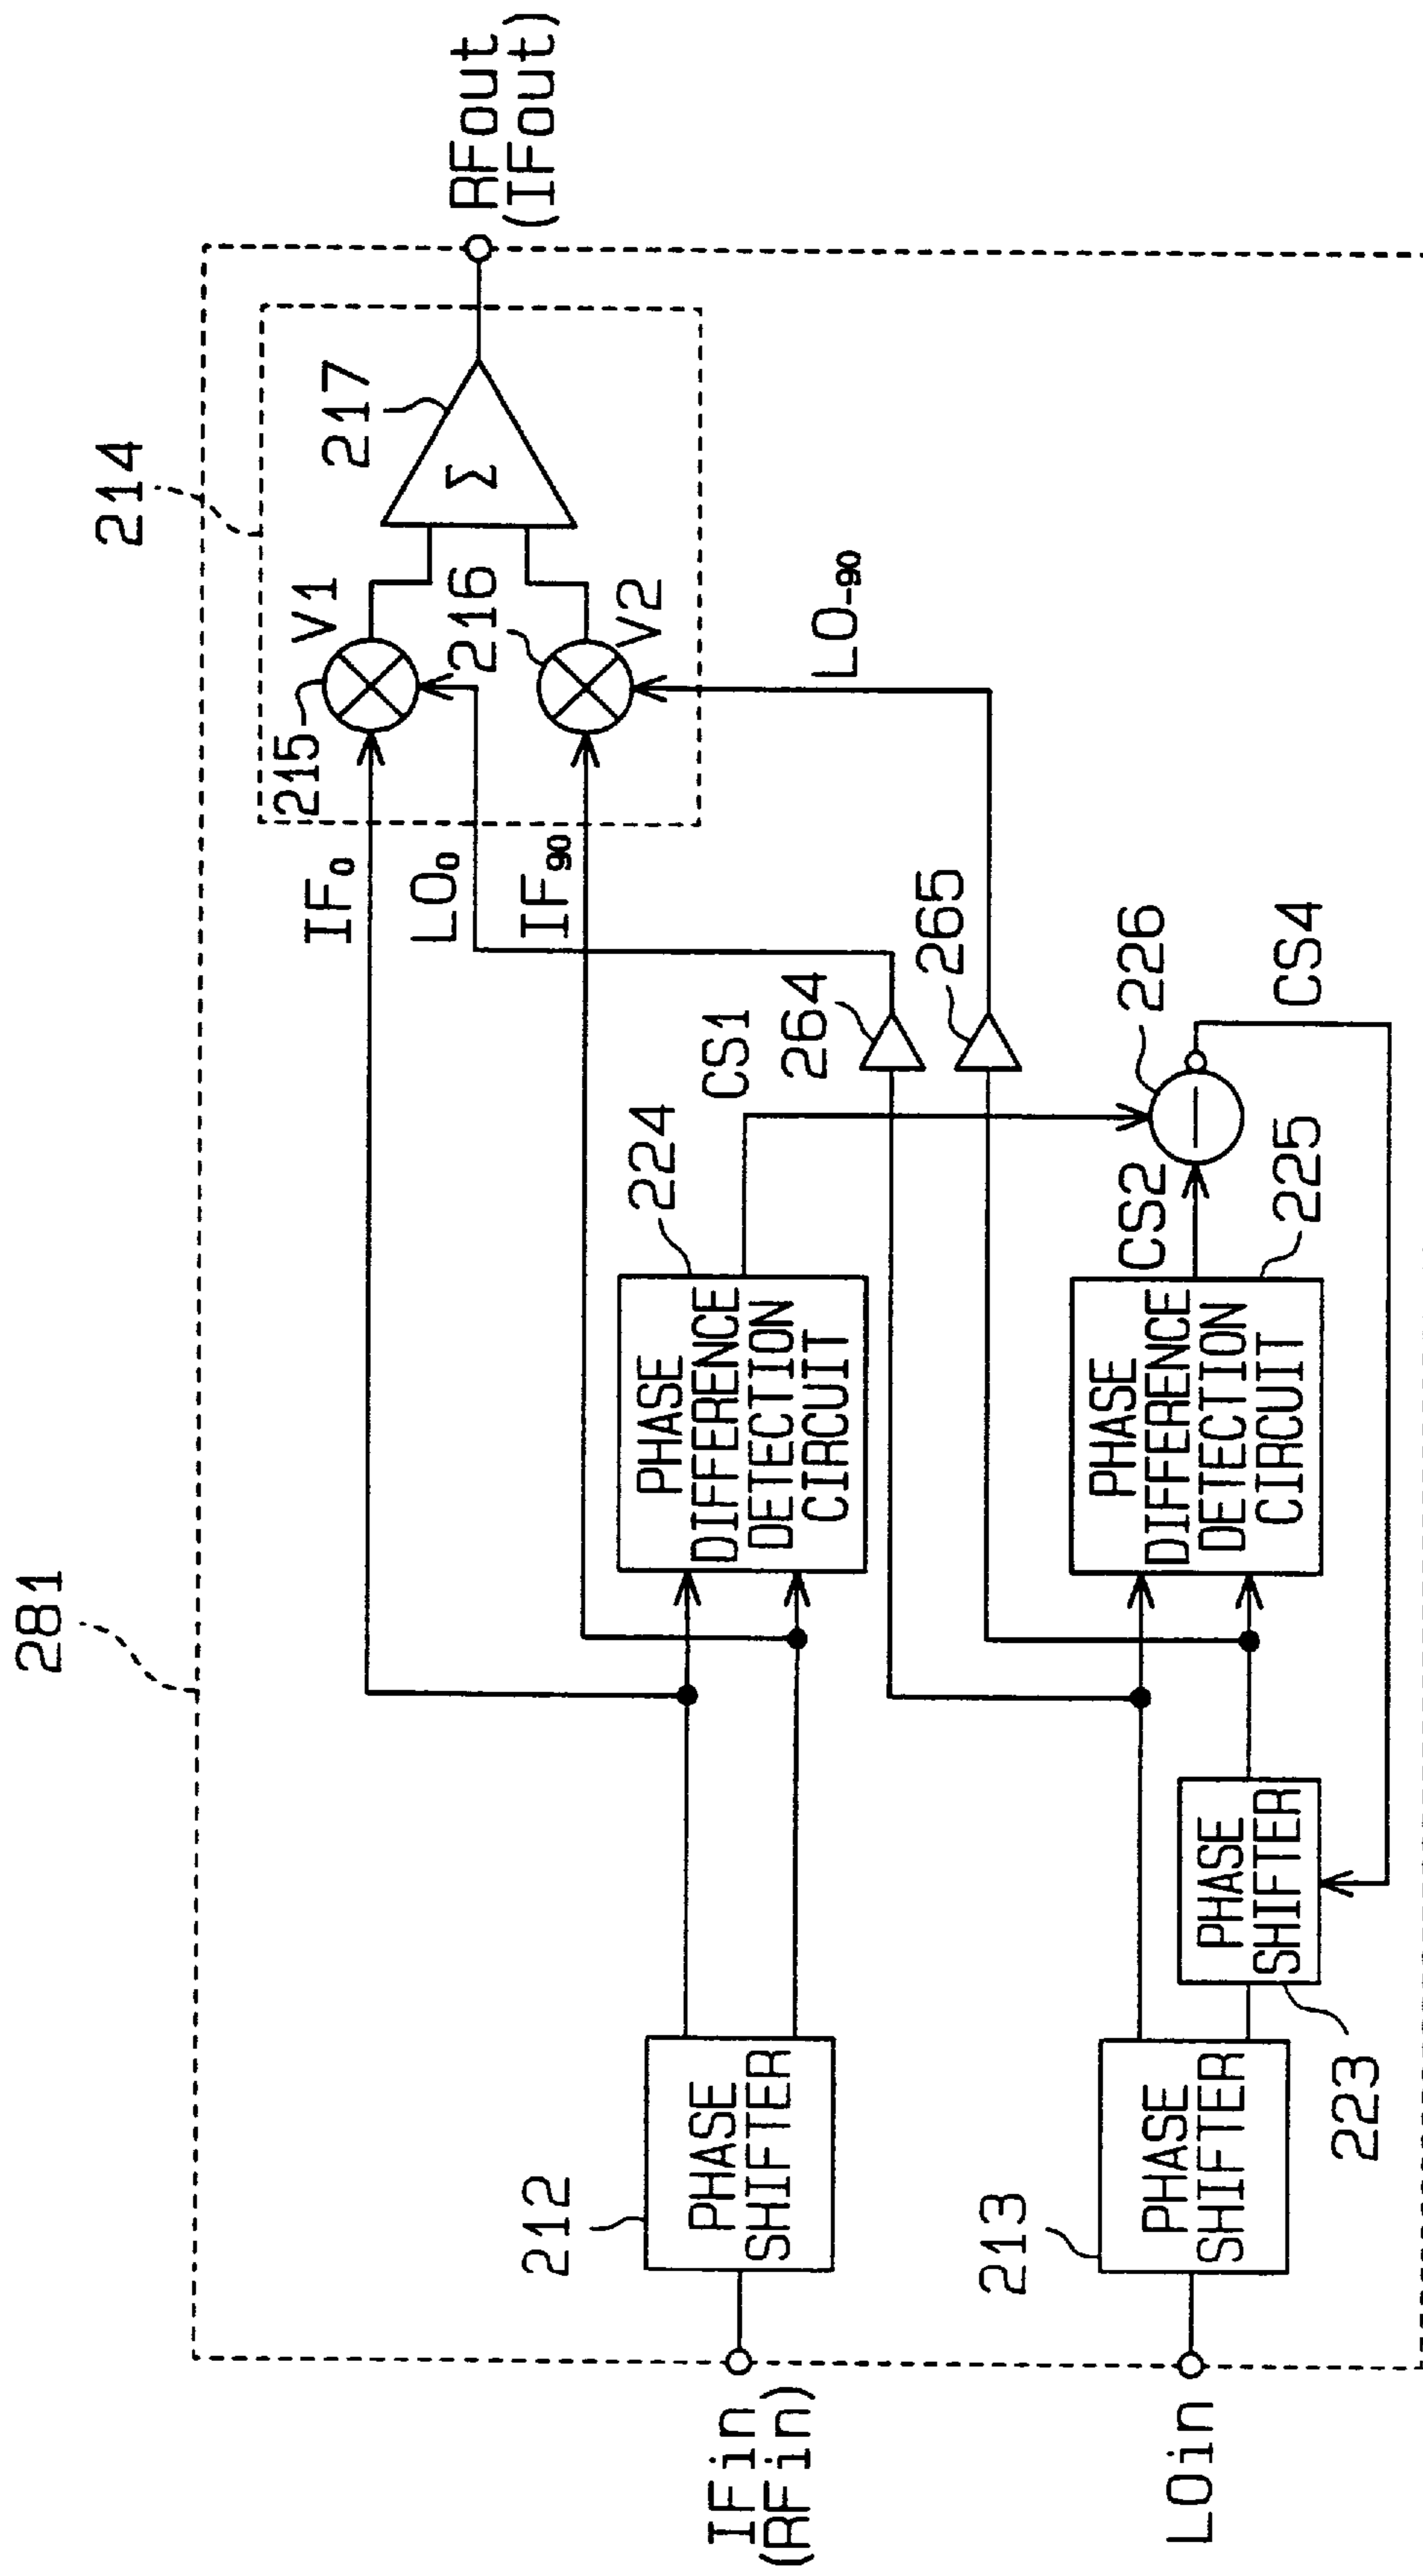 281
214
215
V1
217
Σ
RFout
(IFout)
IF0
LO0
IF90
216
V2
LO-90
224
CS1
264
265
PHASE
DIFFERENCE
DETECTION
CIRCUIT
212
PHASE
SHIFTER
IFin
(RFin)
213
PHASE
SHIFTER
LOin
PHASE
SHIFTER
223
PHASE
DIFFERENCE
DETECTION
CIRCUIT
225
CS2
226
CS4